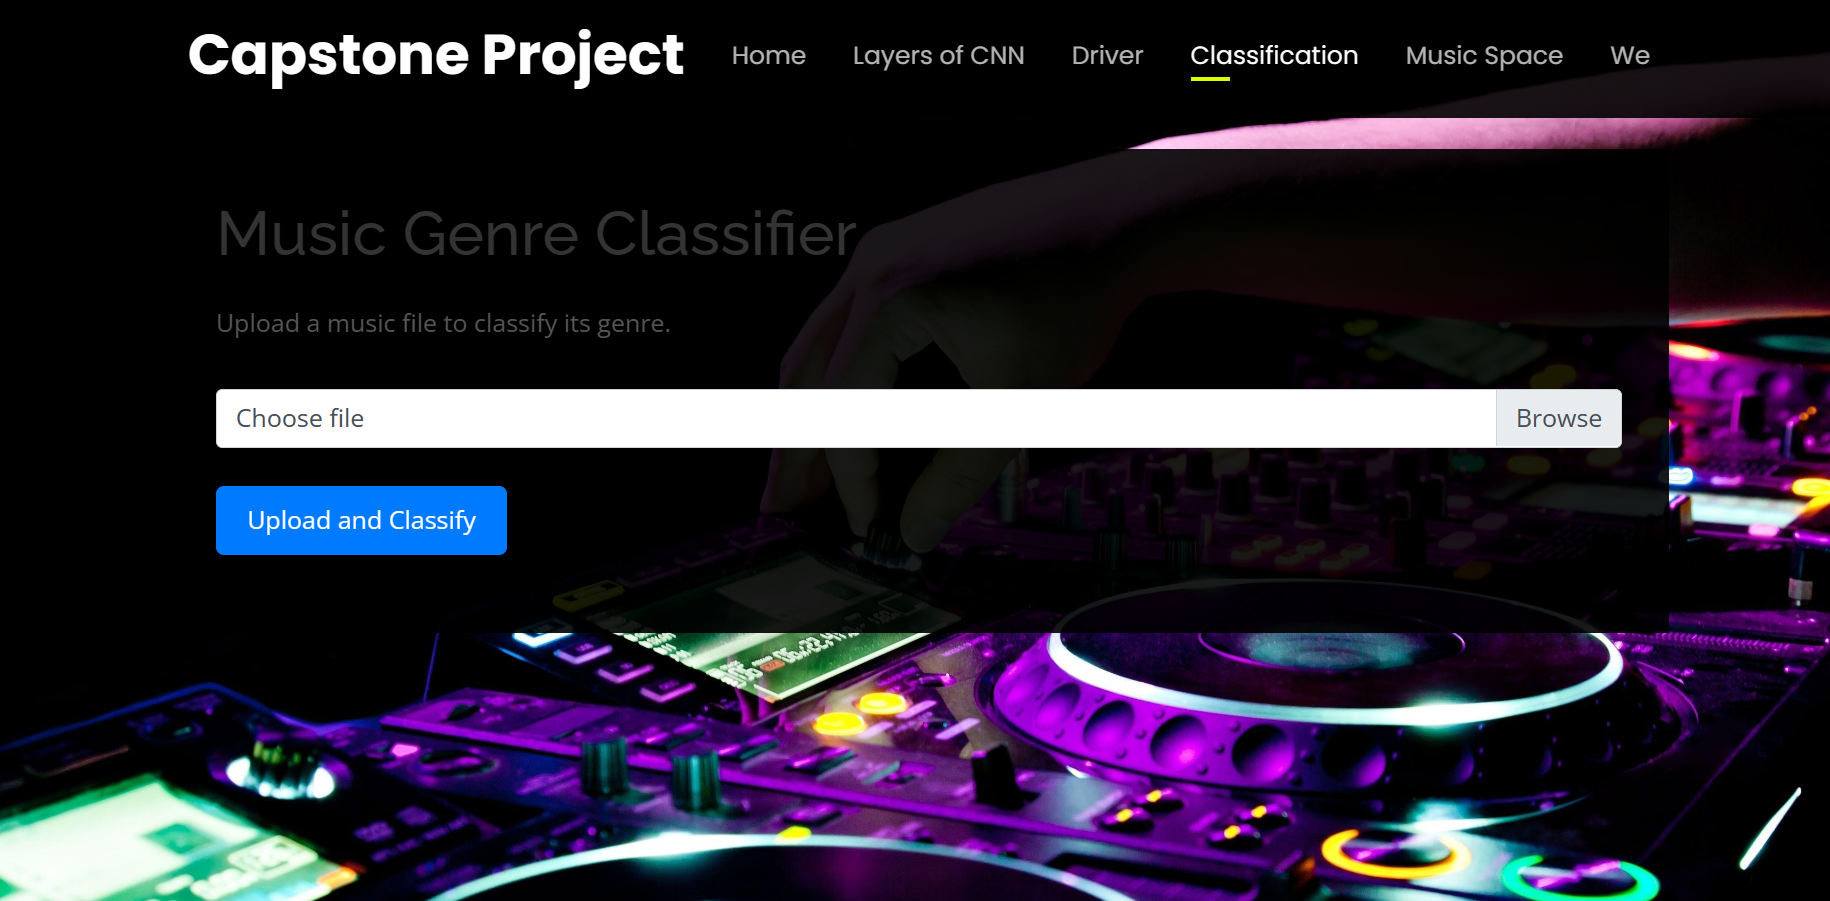 Capstone Project Home Layers of CNN Driver Classification Music Space We
Music Genre Classifier
Upload a music file to classify its genre.
Choose file Browse
Upload and Classify